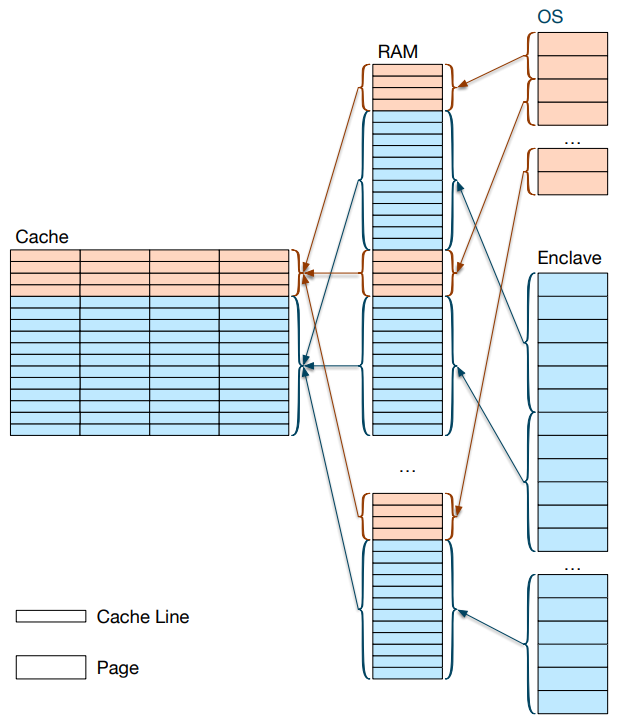 OS
RAM
...
Cache
Enclave
...
...
Cache Line
Page